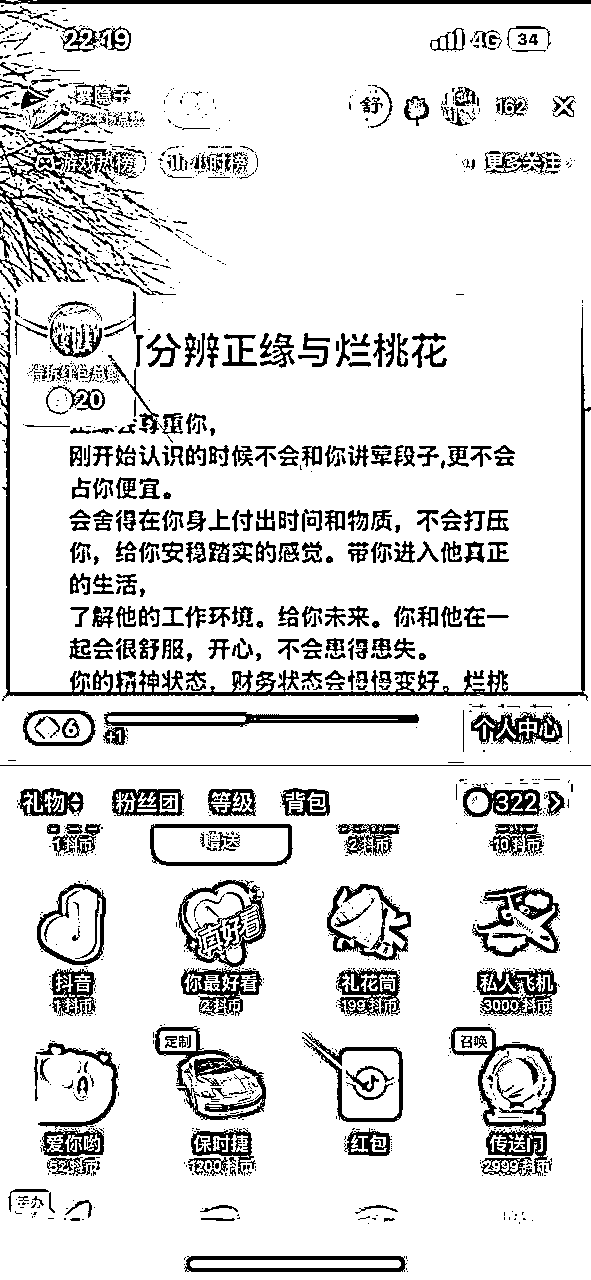 22:19
4G 34
舒 162
游戏热榜 小时榜 更多关注
分辨正缘与烂桃花
20
会尊重你，
刚开始认识的时候不会和你讲荤段子,更不会
占你便宜。
会舍得在你身上付出时间和物质，不会打压
你，给你安稳踏实的感觉。带你进入他真正
的生活，
了解他的工作环境。给你未来。你和他在一
起会很舒服，开心，不会患得患失。
你的精神状态，财务状态会慢慢变好。烂桃
6 +1 个人中心
礼物 粉丝团 等级 背包 322
1抖币 赠送 2抖币 10抖币
真好看
抖音 你最好看 礼花筒 私人飞机
1抖币 2抖币 199抖币 3000抖币
定制 召唤
爱你哟 保时捷 红包 传送门
52抖币 1200抖币 2999抖币
手办